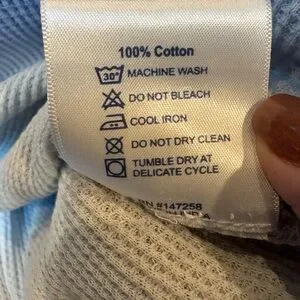 100% Cotton
30° MACHINE WASH
DO NOT BLEACH
COOL IRON
DO NOT DRY CLEAN
TUMBLE DRY AT
DELICATE CYCLE
#147258